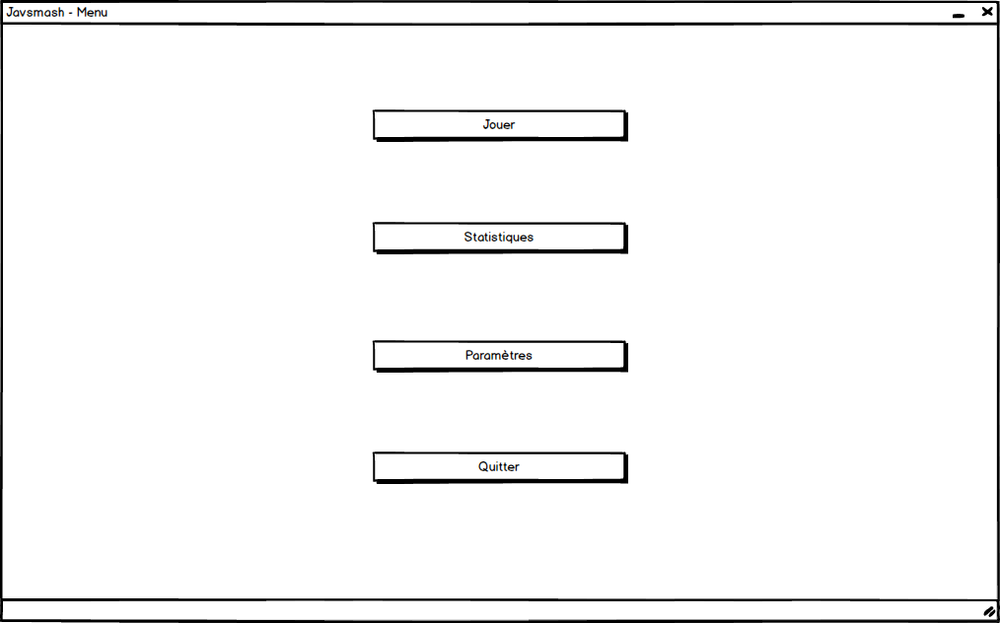 Javsmash - Menu
Jouer
Statistiques
Paramètres
Quitter